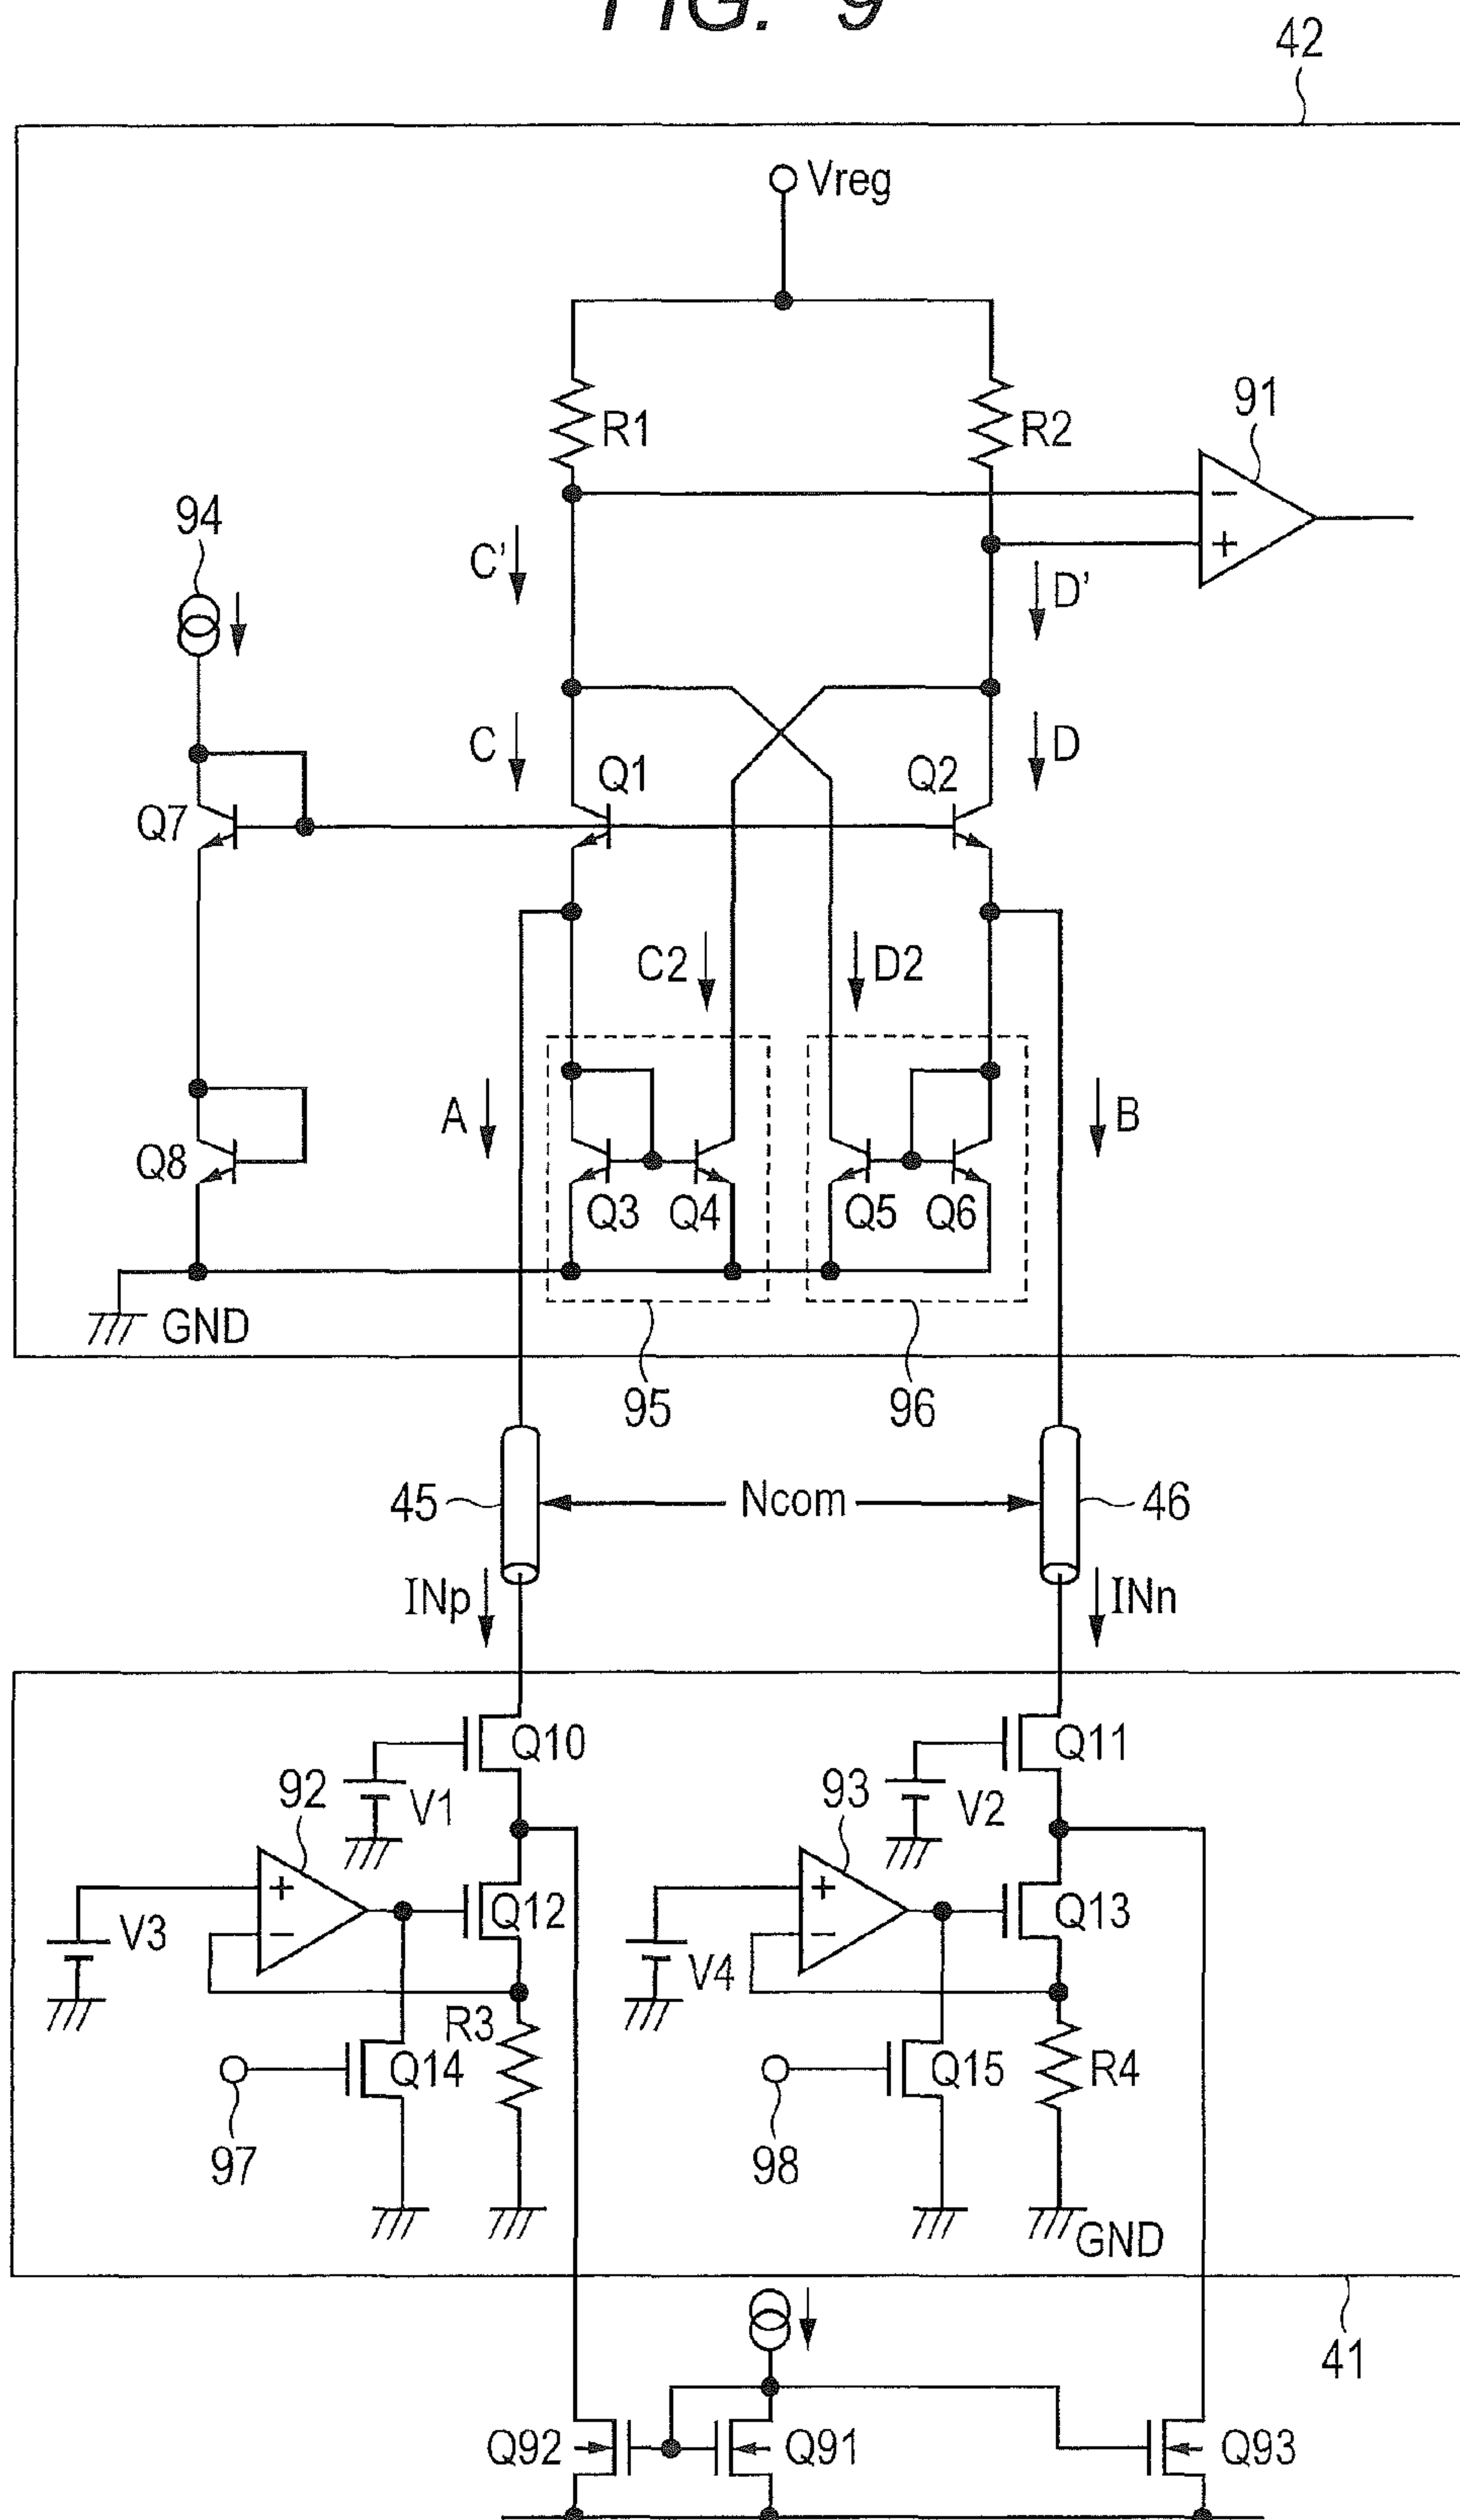 FIG. 9
42
Vreg
R1
R2
91
−
+
94
C'
D'
C
D
Q1
Q2
Q7
C2
D2
A
B
Q8
Q3
Q4
Q5
Q6
GND
95
96
45
Ncom
46
INp
INn
Q10
Q11
92
V1
93
V2
+
−
+
−
Q12
Q13
V3
V4
R3
Q14
Q15
R4
97
98
GND
41
Q92
Q91
Q93